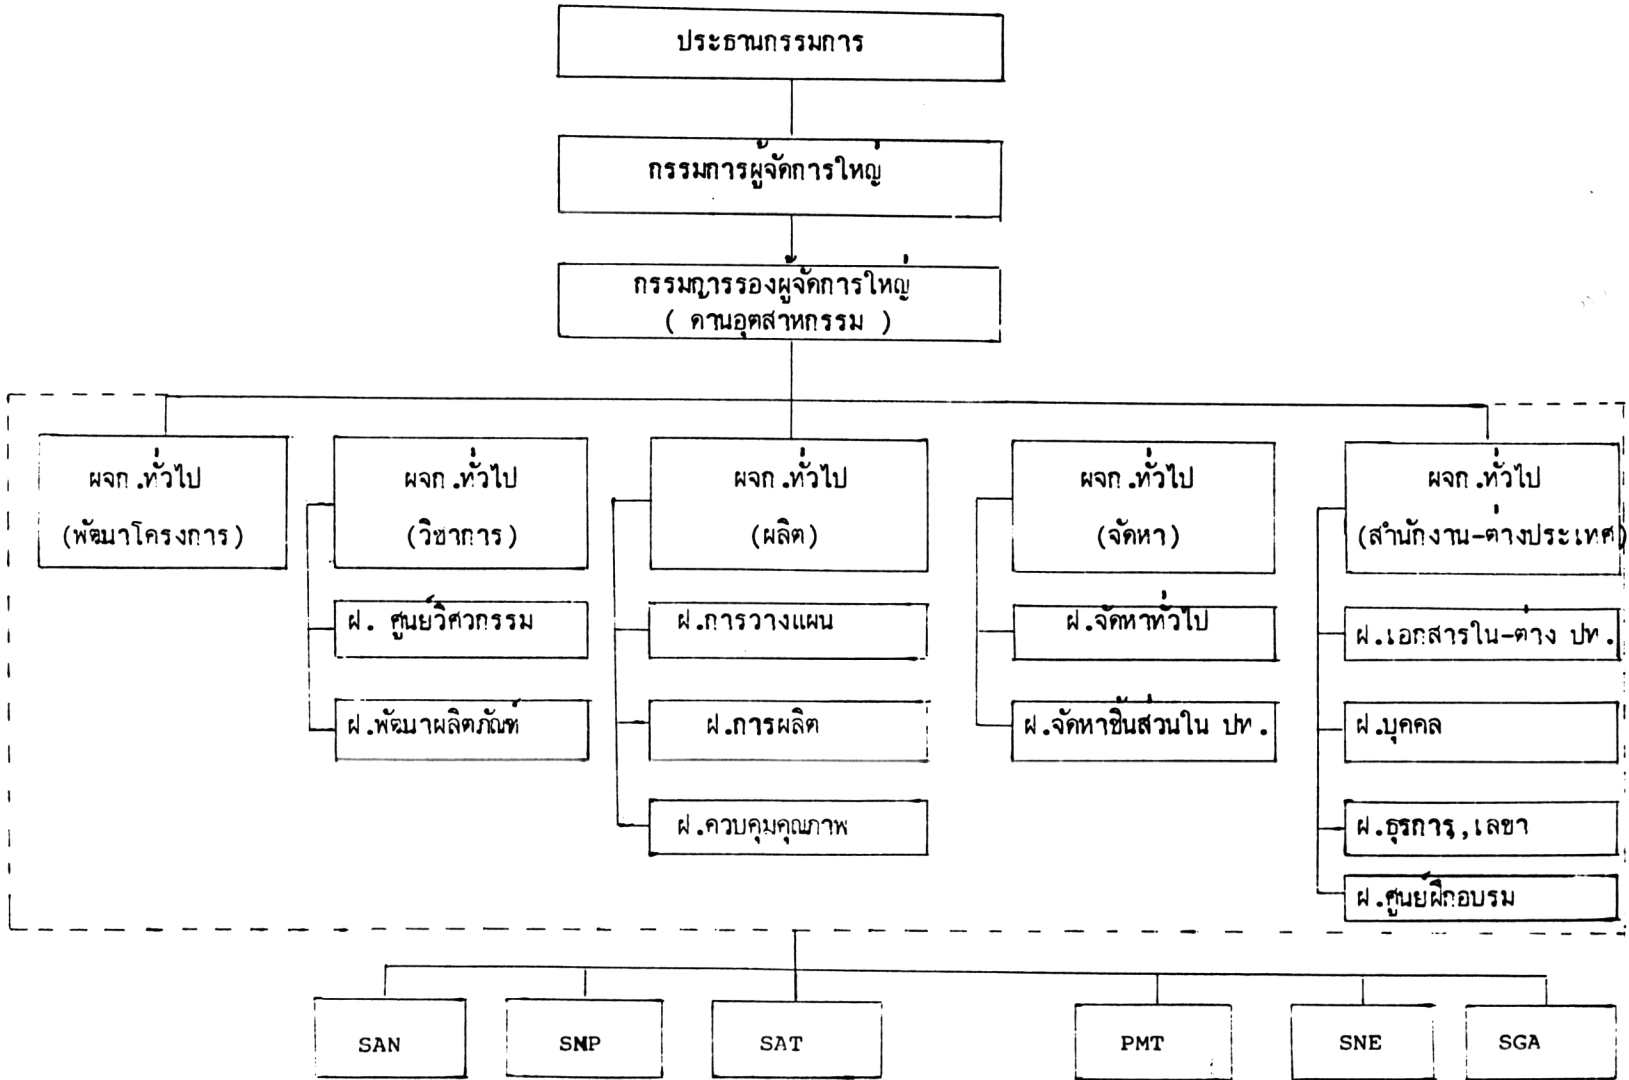 ประธานกรรมการ
กรรมการผู้จัดการใหญ่
กรรมการรองผู้จัดการใหญ่
( ด้านอุตสาหกรรม )
ผจก.ทั่วไป
(พัฒนาโครงการ)
ผจก.ทั่วไป
(วิชาการ)
ฝ. ศูนย์วิศวกรรม
ฝ.พัฒนาผลิตภัณฑ์
ผจก.ทั่วไป
(ผลิต)
ฝ.การวางแผน
ฝ.การผลิต
ฝ.ควบคุมคุณภาพ
ผจก.ทั่วไป
(จัดหา)
ฝ.จัดหาทั่วไป
ฝ.จัดหาชิ้นส่วนใน ปท.
ผจก.ทั่วไป
(สำนักงาน-ต่างประเทศ)
ฝ.เอกสารใน-ต่าง ปท.
ฝ.บุคคล
ฝ.ธุรการ,เลขา
ฝ.ศูนย์ฝึกอบรม
SAN
SNP
SAT
PMT
SNE
SGA